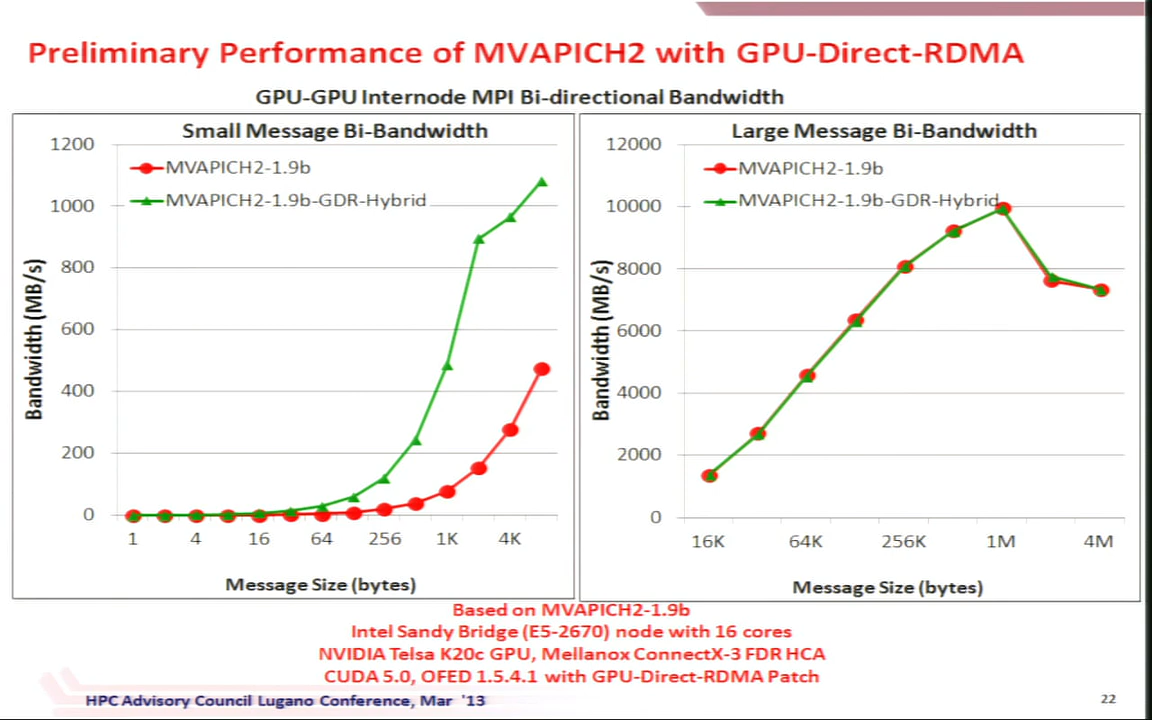 Preliminary Performance of MVAPICH2 with GPU-Direct-RDMA
GPU-GPU Internode MPI Bi-directional Bandwidth
Small Message Bi-Bandwidth
1200
1000
800
600
400
200
0
Bandwidth (MB/s)
MVAPICH2-1.9b
MVAPICH2-1.9b-GDR-Hybrid
1 4 16 64 256 1K 4K
Message Size (bytes)
Large Message Bi-Bandwidth
12000
10000
8000
6000
4000
2000
0
Bandwidth (MB/s)
MVAPICH2-1.9b
MVAPICH2-1.9b-GDR-Hybrid
16K 64K 256K 1M 4M
Message Size (bytes)
Based on MVAPICH2-1.9b
Intel Sandy Bridge (E5-2670) node with 16 cores
NVIDIA Telsa K20c GPU, Mellanox ConnectX-3 FDR HCA
CUDA 5.0, OFED 1.5.4.1 with GPU-Direct-RDMA Patch
HPC Advisory Council Lugano Conference, Mar '13
22